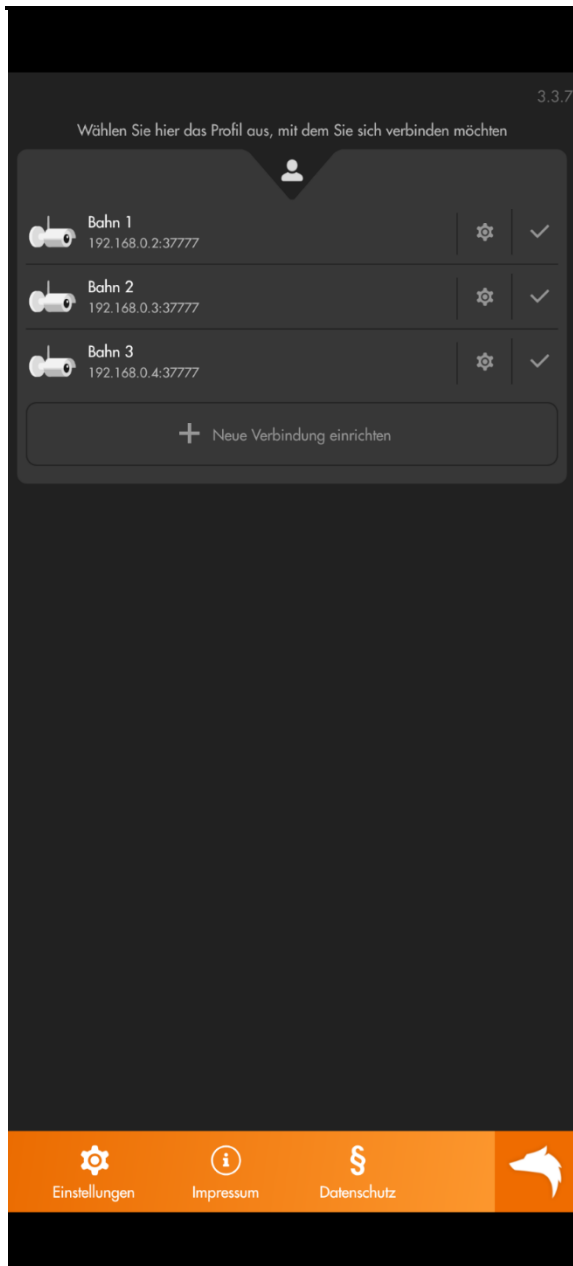 3.3.7
Wählen Sie hier das Profil aus, mit dem Sie sich verbinden möchten
Bahn 1
192.168.0.2:37777
Bahn 2
192.168.0.3:37777
Bahn 3
192.168.0.4:37777
Neue Verbindung einrichten
§
Einstellungen Impressum Datenschutz